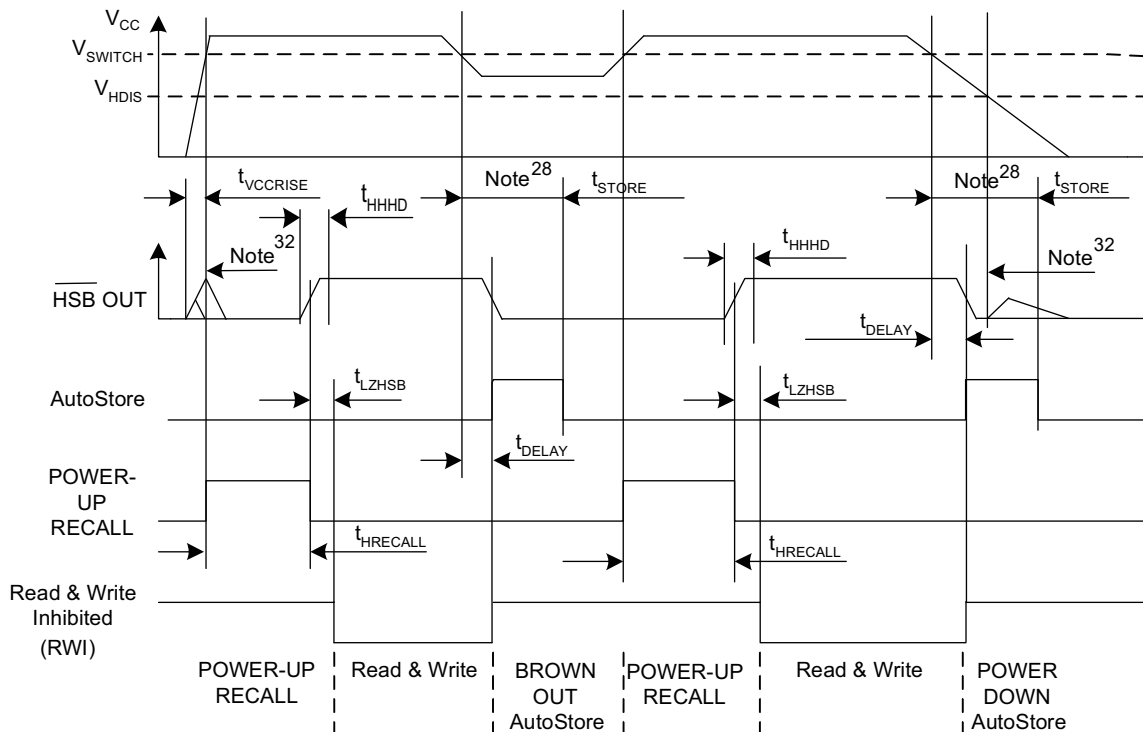 VCC
VSWITCH
VHDIS
tVCCRISE
tHHHD
Note28
tSTORE
Note28
tSTORE
Note32
tHHHD
Note32
HSB OUT
tDELAY
tLZHSB
tLZHSB
AutoStore
tDELAY
POWER-
UP
RECALL
tHRECALL
tHRECALL
Read & Write
Inhibited
(RWI)
POWER-UP
RECALL
Read & Write
BROWN
OUT
AutoStore
POWER-UP
RECALL
Read & Write
POWER
DOWN
AutoStore